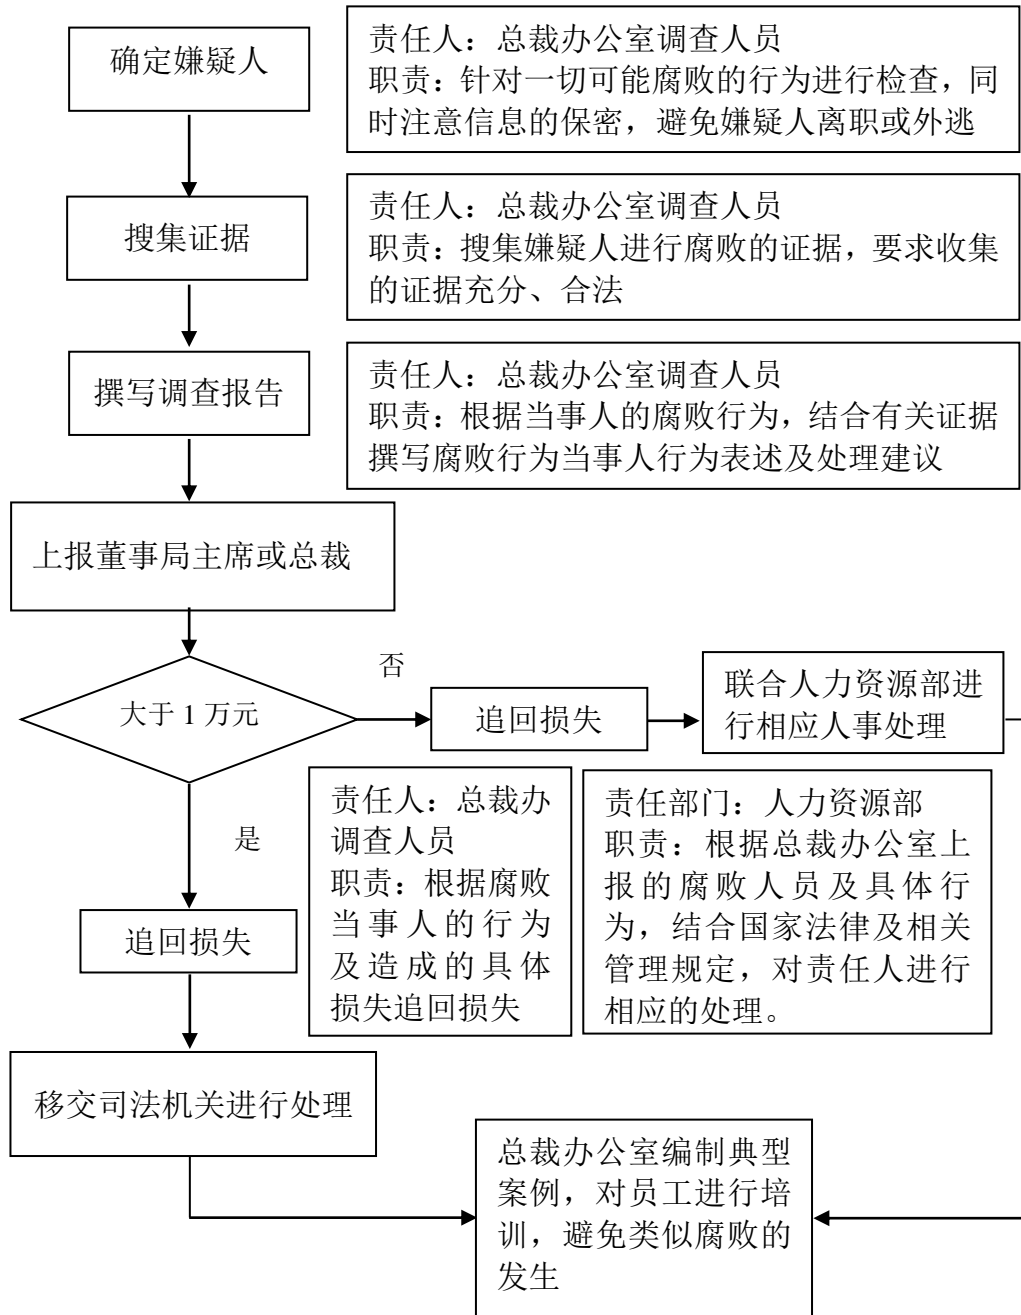 确定嫌疑人
责任人：总裁办公室调查人员
职责：针对一切可能腐败的行为进行检查，同
时注意信息的保密，避免嫌疑人离职或外逃
搜集证据
责任人：总裁办公室调查人员
职责：搜集嫌疑人进行腐败的证据，要求收集
的证据充分、合法
撰写调查报告
责任人：总裁办公室调查人员
职责：根据当事人的腐败行为，结合有关证据
撰写腐败行为当事人行为表述及处理建议
上报董事局主席或总裁
大于 1 万元
否
追回损失
联合人力资源部进
行相应人事处理
是
责任人：总裁办
调查人员
职责：根据腐败
当事人的行为
及造成的具体
损失追回损失
责任部门：人力资源部
职责：根据总裁办公室上
报的腐败人员及具体行
为，结合国家法律及相关
管理规定，对责任人进行
相应的处理。
追回损失
移交司法机关进行处理
总裁办公室编制典型
案例，对员工进行培
训，避免类似腐败的
发生